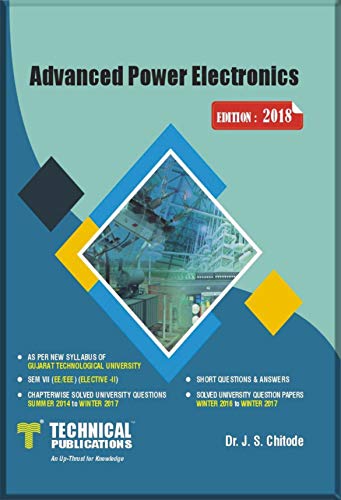 Advanced Power Electronics
EDITION : 2018
AS PER NEW SYLLABUS OF
GUJARAT TECHNOLOGICAL UNIVERSITY
SEM VII (EE/EEE) (ELECTIVE -II)
CHAPTERWISE SOLVED UNIVERSITY QUESTIONS
SUMMER 2014 to WINTER 2017
SHORT QUESTIONS & ANSWERS
SOLVED UNIVERSITY QUESTION PAPERS
WINTER 2016 to WINTER 2017
TECHNICAL
PUBLICATIONS
An Up-Thrust for Knowledge
Dr. J. S. Chitode